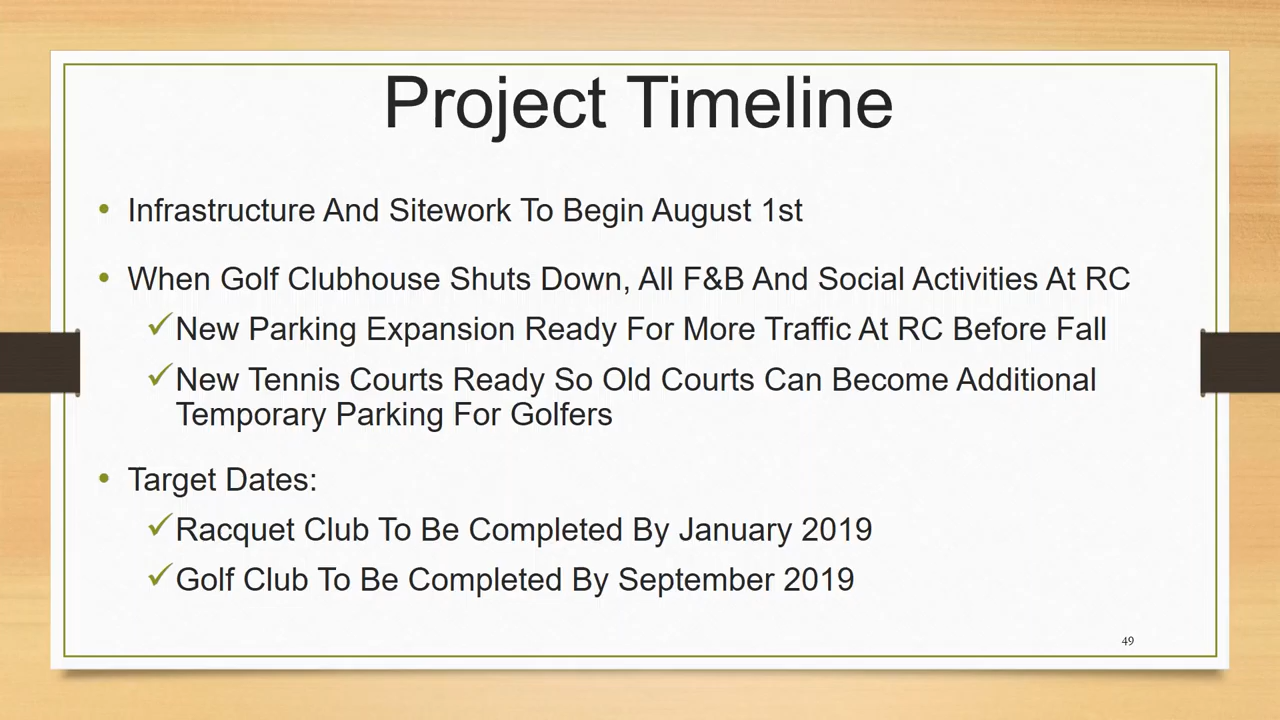 Project Timeline
• Infrastructure And Sitework To Begin August 1st
• When Golf Clubhouse Shuts Down, All F&B And Social Activities At RC
✓New Parking Expansion Ready For More Traffic At RC Before Fall
✓New Tennis Courts Ready So Old Courts Can Become Additional
Temporary Parking For Golfers
• Target Dates:
✓Racquet Club To Be Completed By January 2019
✓Golf Club To Be Completed By September 2019
49